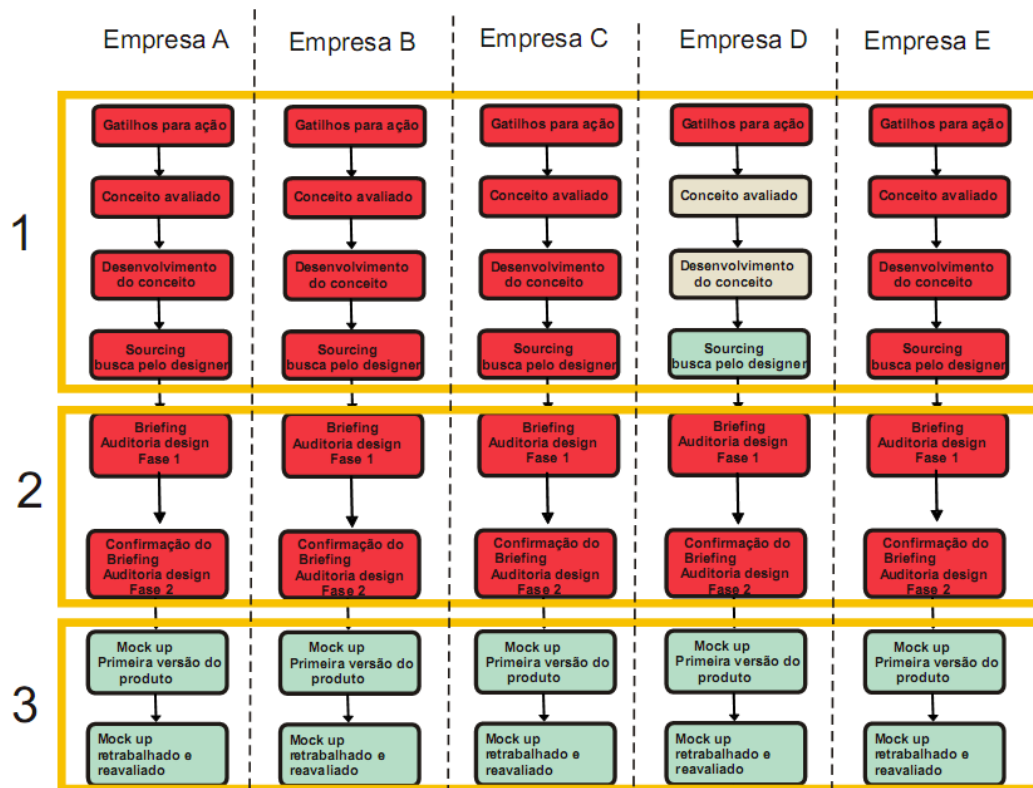 Empresa A
Empresa B
Empresa C
Empresa D
Empresa E
1
Gatilhos para ação
Gatilhos para ação
Gatilhos para ação
Gatilhos para ação
Gatilhos para ação
Conceito avaliado
Conceito avaliado
Conceito avaliado
Conceito avaliado
Conceito avaliado
Desenvolvimento
do conceito
Desenvolvimento
do conceito
Desenvolvimento
do conceito
Desenvolvimento
do conceito
Desenvolvimento
do conceito
Sourcing
busca pelo designer
Sourcing
busca pelo designer
Sourcing
busca pelo designer
Sourcing
busca pelo designer
Sourcing
busca pelo designer
2
Briefing
Auditoria design
Fase 1
Briefing
Auditoria design
Fase 1
Briefing
Auditoria design
Fase 1
Briefing
Auditoria design
Fase 1
Briefing
Auditoria design
Fase 1
Confirmação do
Briefing
Auditoria design
Fase 2
Confirmação do
Briefing
Auditoria design
Fase 2
Confirmação do
Briefing
Auditoria design
Fase 2
Confirmação do
Briefing
Auditoria design
Fase 2
Confirmação do
Briefing
Auditoria design
Fase 2
3
Mock up
Primeira versão do
produto
Mock up
Primeira versão do
produto
Mock up
Primeira versão do
produto
Mock up
Primeira versão do
produto
Mock up
Primeira versão do
produto
Mock up
retrabalhado e
reavaliado
Mock up
retrabalhado e
reavaliado
Mock up
retrabalhado e
reavaliado
Mock up
retrabalhado e
reavaliado
Mock up
retrabalhado e
reavaliado